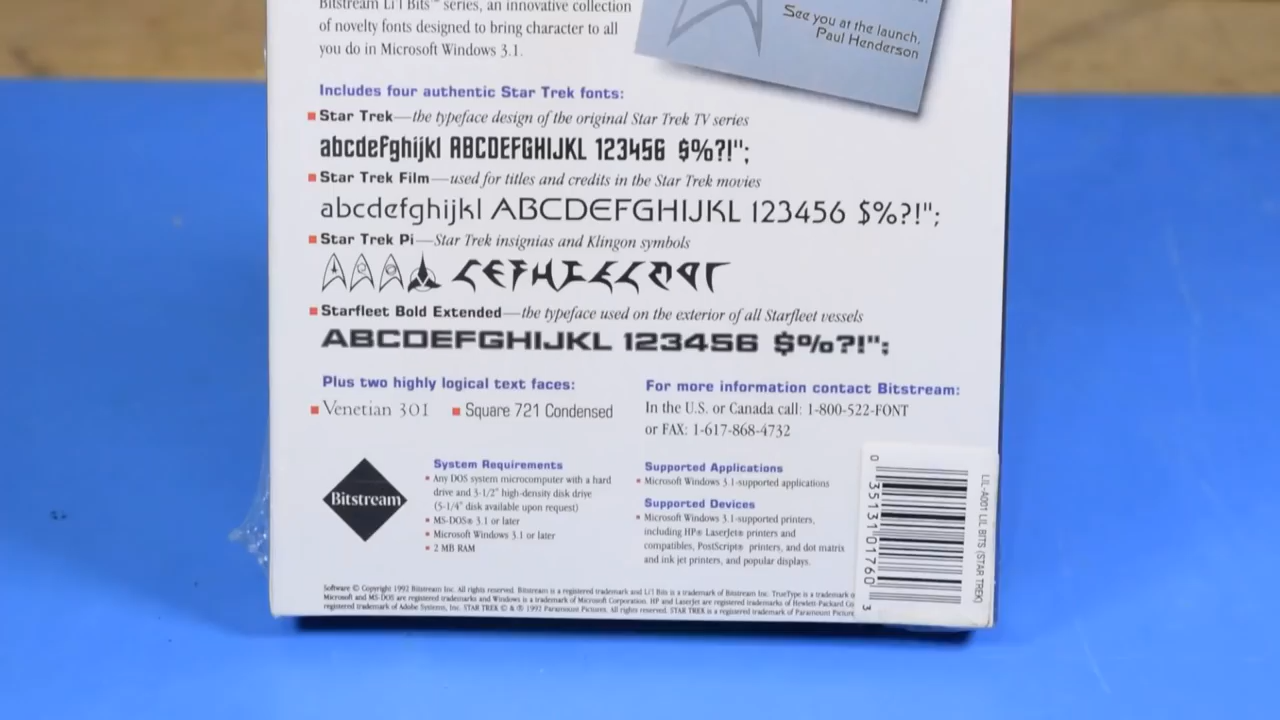 Bitstream Li'l Bits™ series, an innovative collection
of novelty fonts designed to bring character to all
you do in Microsoft Windows 3.1.
See you at the launch,
Paul Henderson
Includes four authentic Star Trek fonts:
Star Trek—the typeface design of the original Star Trek TV series
abcdefghijkl ABCDEFGHIJKL 123456 $%?!";
Star Trek Film—used for titles and credits in the Star Trek movies
abcdefghijkl ABCDEFGHIJKL 123456 $%?!";
Star Trek Pi—Star Trek insignias and Klingon symbols
Starfleet Bold Extended—the typeface used on the exterior of all Starfleet vessels
ABCDEFGHIJKL 123456 $%?!";
Plus two highly logical text faces:
Venetian 301
Square 721 Condensed
For more information contact Bitstream:
In the U.S. or Canada call: 1-800-522-FONT
or FAX: 1-617-868-4732
Bitstream
System Requirements
Any DOS system microcomputer with a hard
drive and 3-1/2" high-density disk drive
(5-1/4" disk available upon request)
MS-DOS® 3.1 or later
Microsoft Windows 3.1 or later
2 MB RAM
Supported Applications
Microsoft Windows 3.1-supported applications
Supported Devices
Microsoft Windows 3.1-supported printers,
including HP® LaserJet® printers and
compatibles, PostScript® printers, and dot matrix
and ink jet printers, and popular displays.
0 35131 01760 3
LIL-A001 LIL BITS (STAR TREK)
Software © Copyright 1992 Bitstream Inc. All rights reserved. Bitstream is a registered trademark and Li'l Bits is a trademark of Bitstream Inc. TrueType is a trademark
Microsoft and MS-DOS are registered trademarks and Windows is a trademark of Microsoft Corporation. HP and LaserJet are registered trademarks of Hewlett-Packard Co
registered trademark of Adobe Systems, Inc. STAR TREK © & ® 1992 Paramount Pictures. All rights reserved. STAR TREK is a registered trademark of Paramount Picture